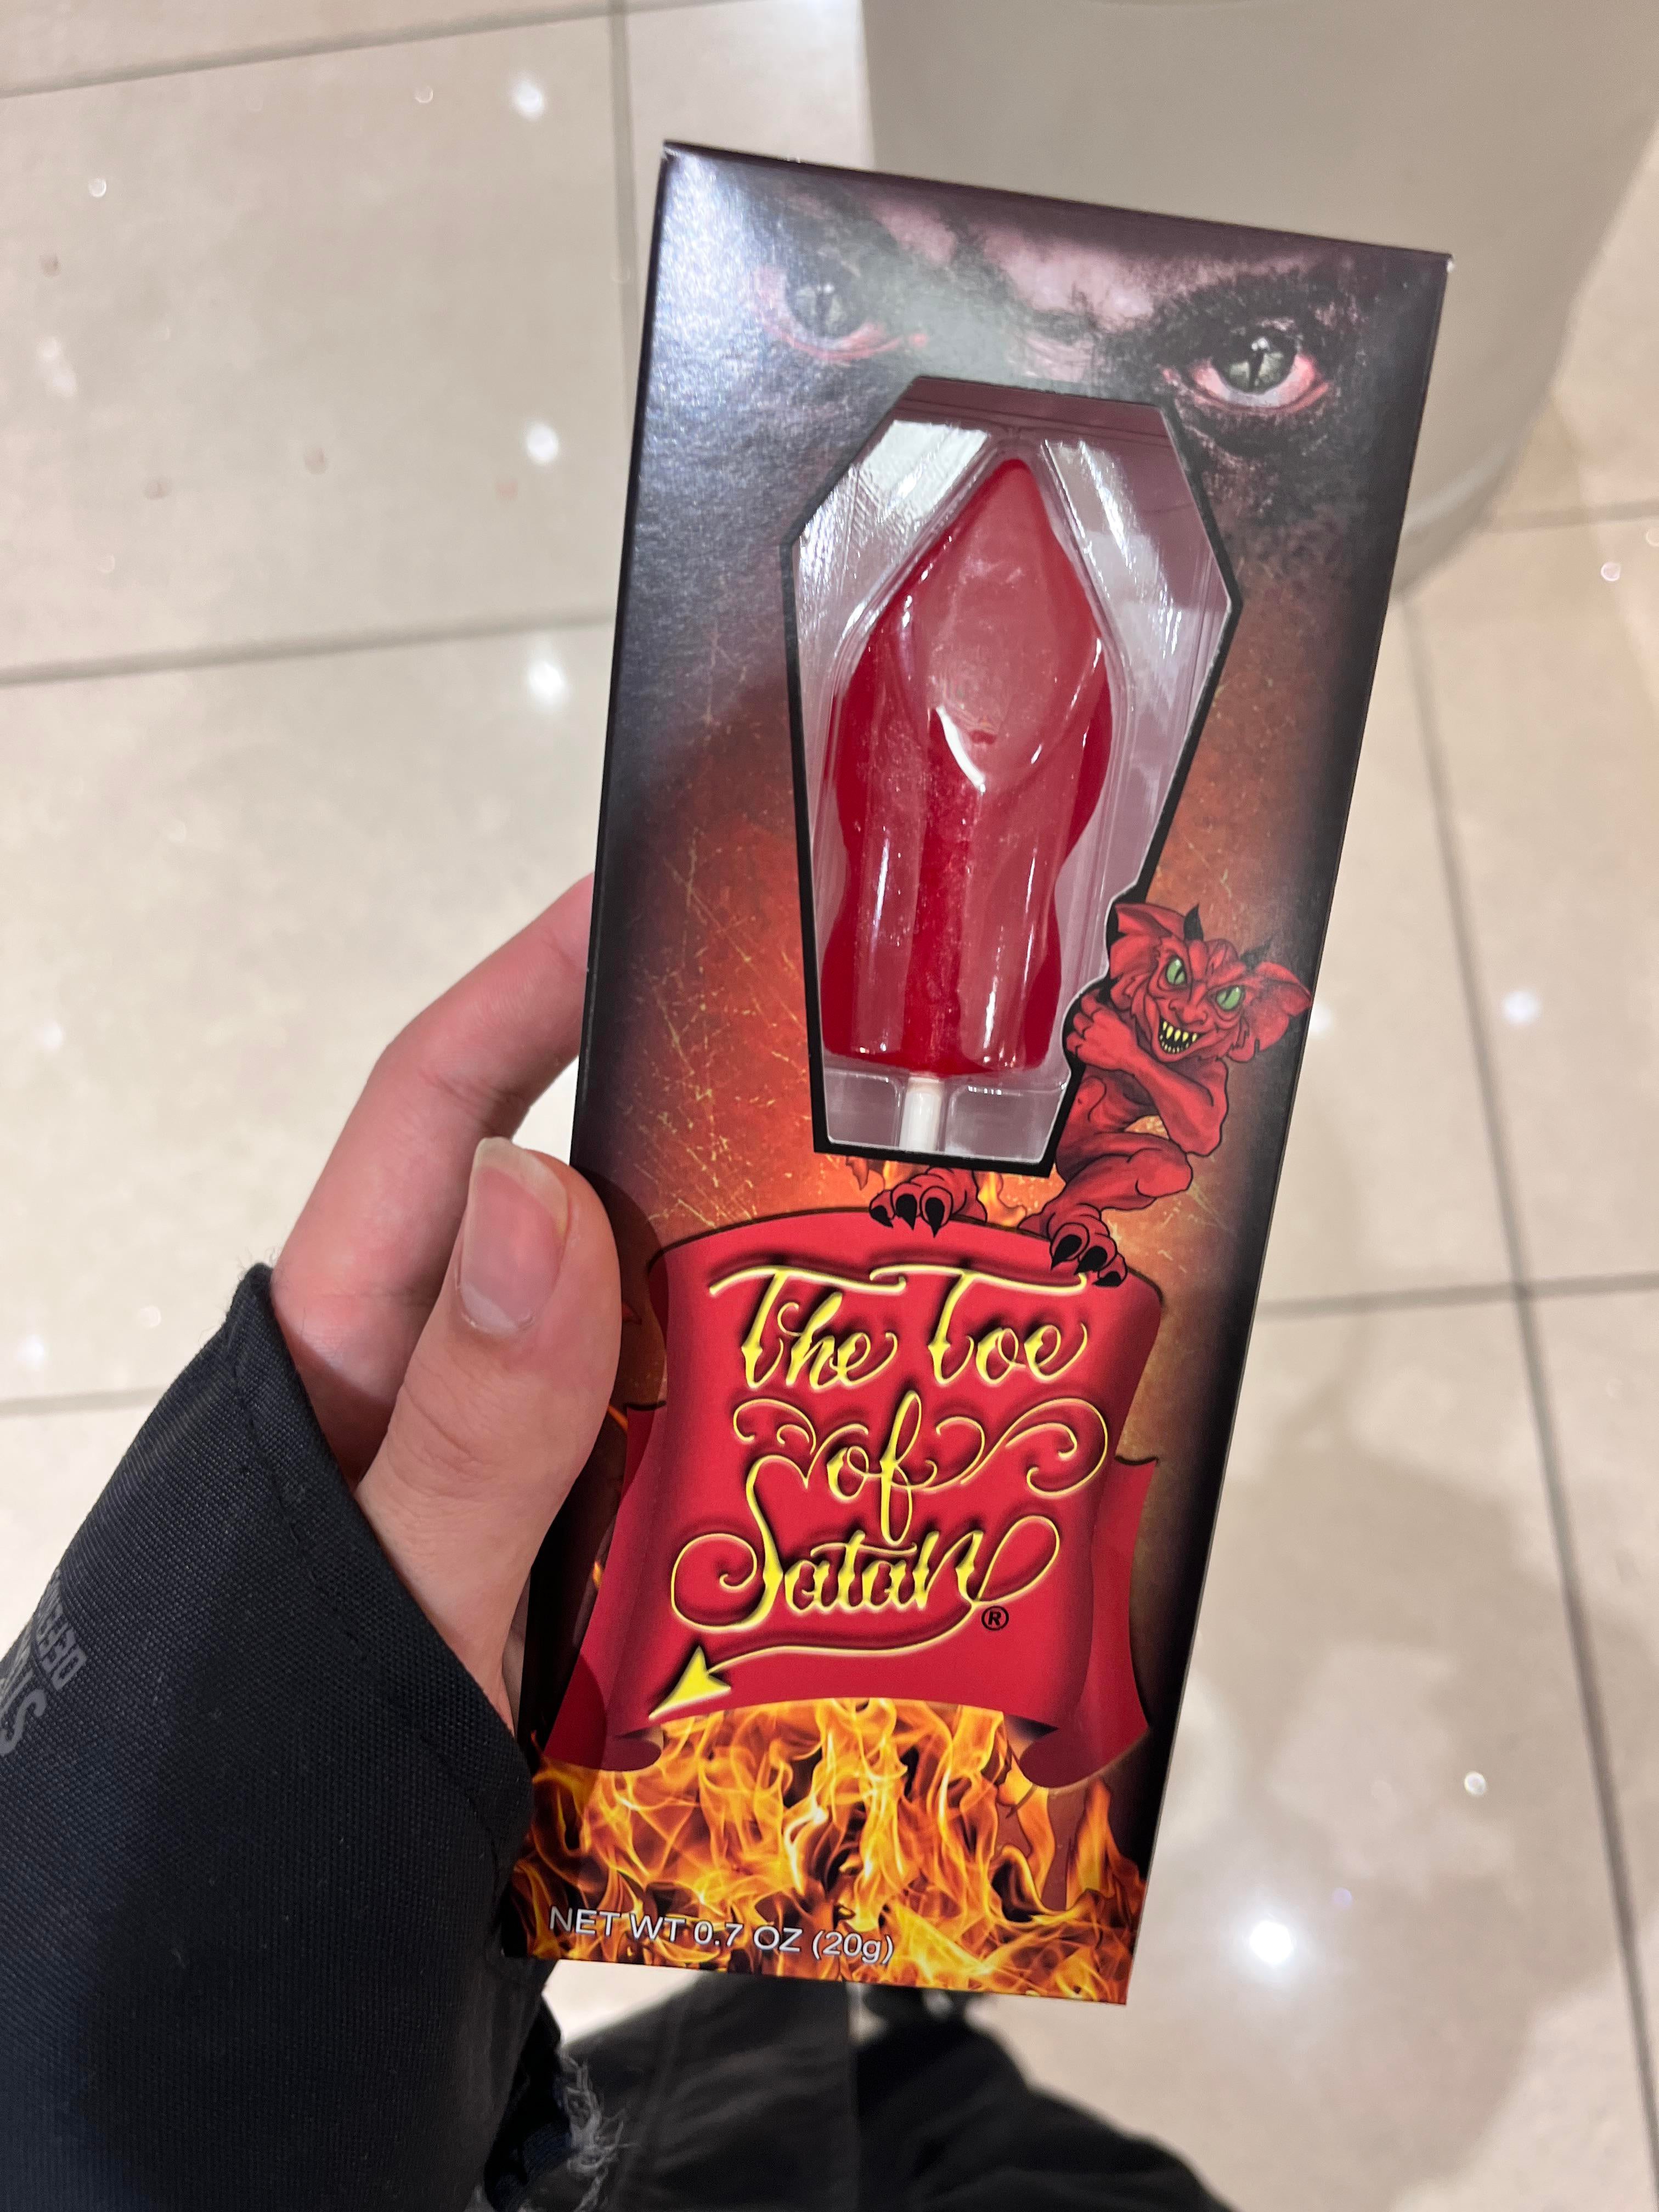 The Toe
of
Satan®
NET WT 0.7 OZ (20g)